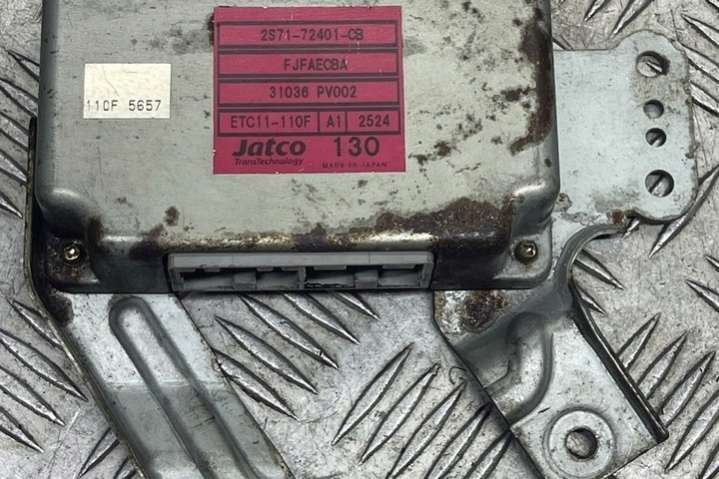 2S71-72401-CB
FJFAECBA
31036 PV002
ETC11-110F A1 2524
Jatco 130
TransTechnology MADE IN JAPAN
110F 5657